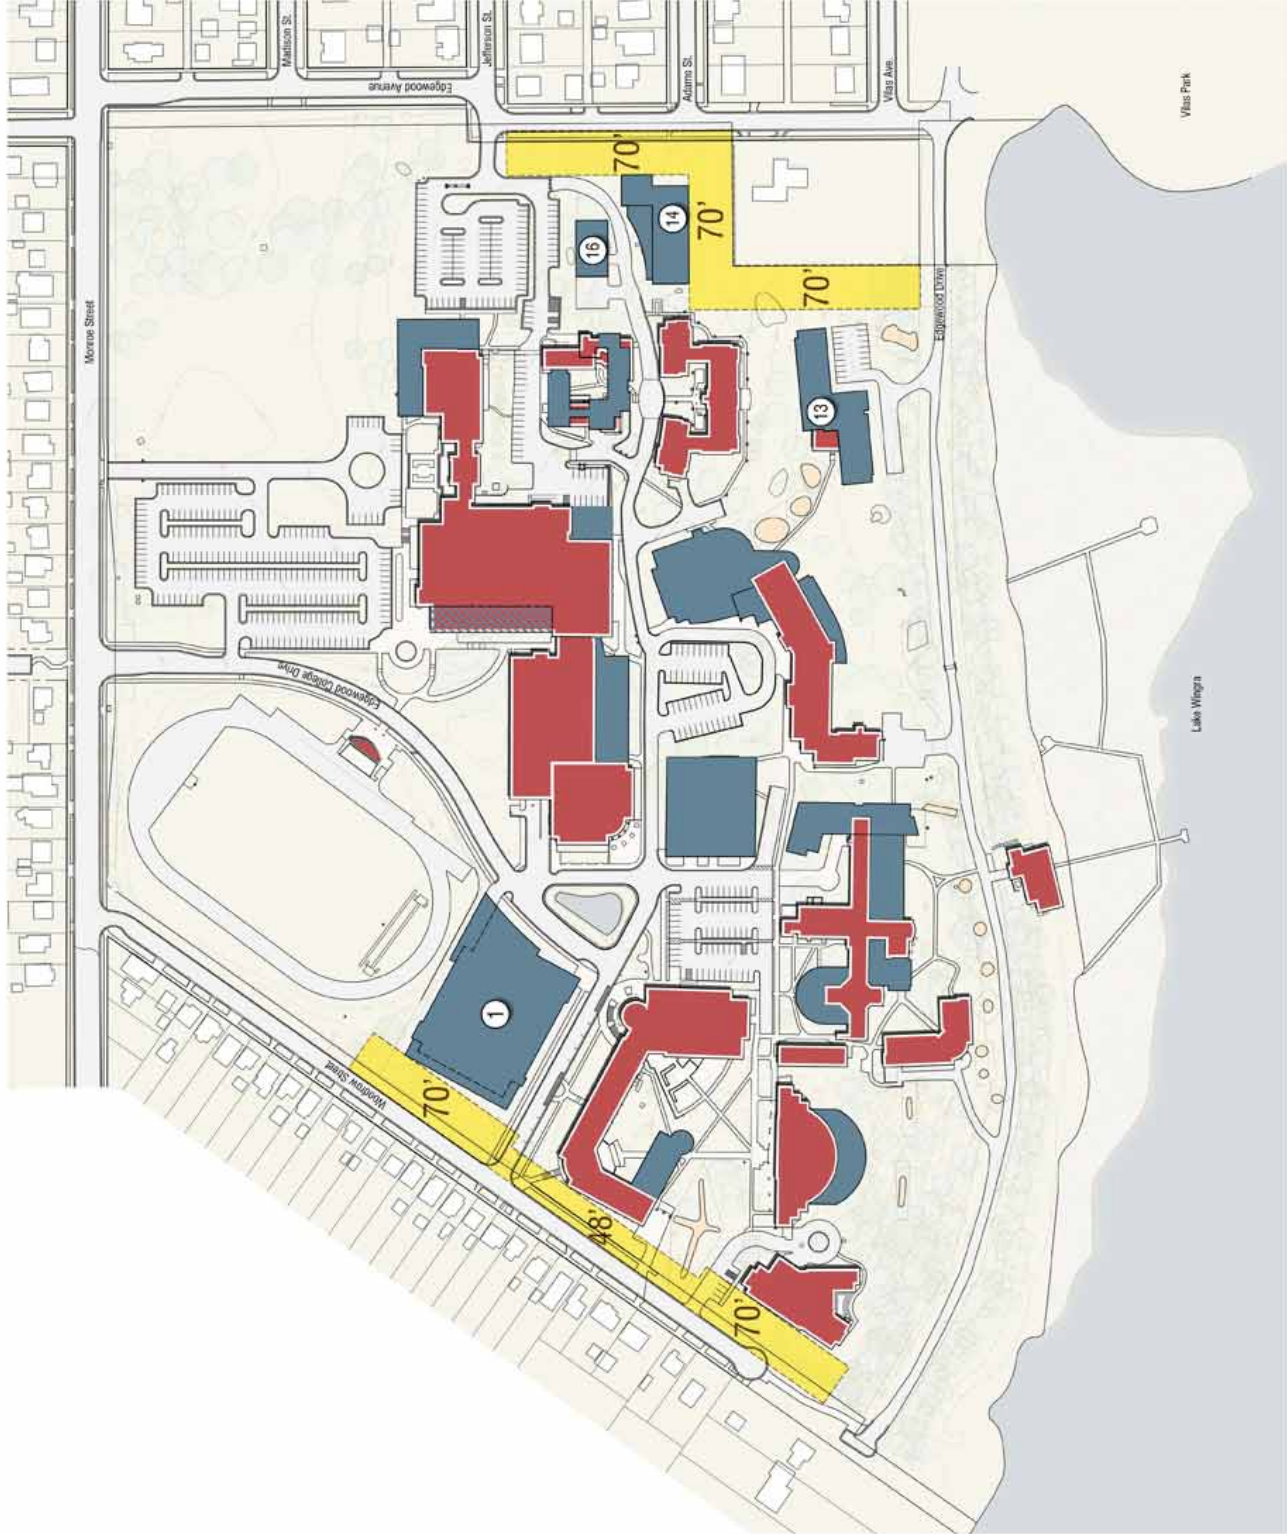 Madison St.
Jefferson St.
Adams St.
Vilas Ave.
Vilas Park
Edgewood Avenue
70'
70'
14
16
70'
Edgewood Drive
Monroe Street
13
Edgewood College Drive
Lake Wingra
1
Woodrow Street
70'
48'
70'